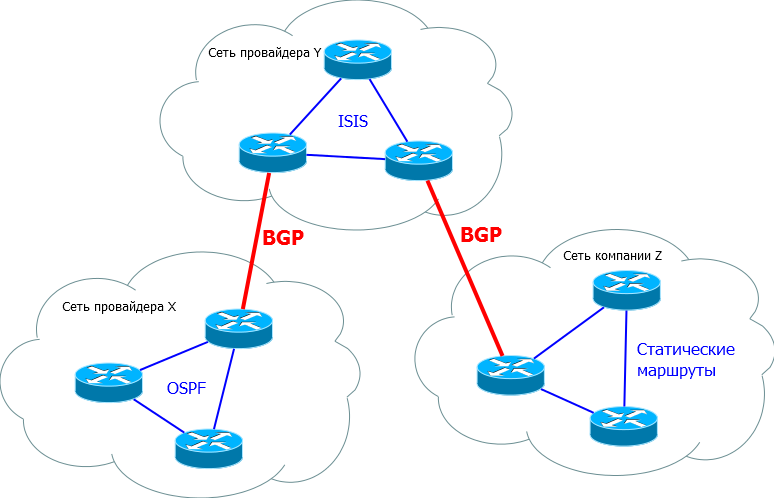 Сеть провайдера Y
ISIS
BGP
BGP
Сеть компании Z
Сеть провайдера X
Статические
маршруты
OSPF